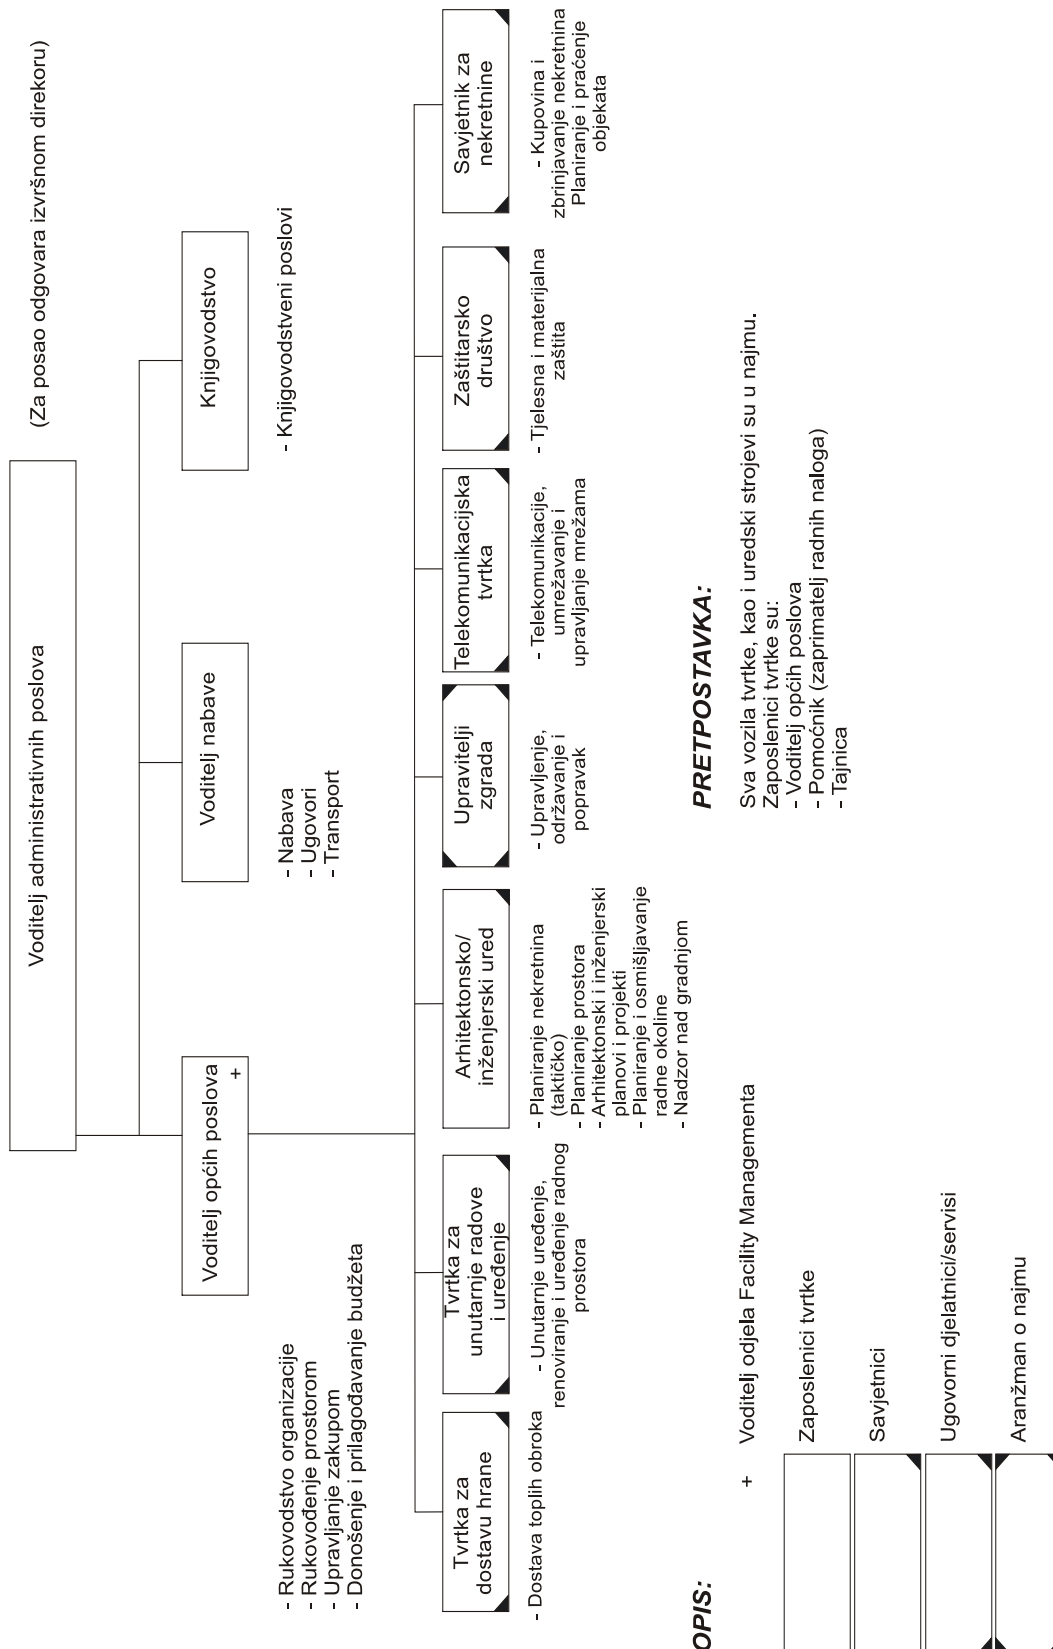 Voditelj administrativnih poslova
(Za posao odgovara izvršnom direkoru)
Voditelj općih poslova
+
Voditelj nabave
Knjigovodstvo
- Rukovodstvo organizacije
- Rukovođenje prostorom
- Upravljanje zakupom
- Donošenje i prilagođavanje budžeta
- Nabava
- Ugovori
- Transport
- Knjigovodstveni poslovi
Tvrtka za
dostavu hrane
Tvrtka za
unutarnje radove
i uređenje
Arhitektonsko/
inženjerski ured
Upravitelji
zgrada
Telekomunikacijska
tvrtka
Zaštitarsko
društvo
Savjetnik za
nekretnine
- Dostava toplih obroka
- Unutarnje uređenje,
renoviranje i uređenje radnog
prostora
- Planiranje nekretnina
(taktičko)
- Planiranje prostora
- Arhitektonski i inženjerski
planovi i projekti
- Planiranje i osmišljavanje
radne okoline
- Nadzor nad gradnjom
- Upravljenje,
održavanje i
popravak
- Telekomunikacije,
umrežavanje i
upravljanje mrežama
- Tjelesna i materijalna
zaštita
- Kupovina i
zbrinjavanje nekretnina
Planiranje i praćenje
objekata
OPIS:
+ Voditelj odjela Facility Managementa
Zaposlenici tvrtke
Savjetnici
Ugovorni djelatnici/servisi
Aranžman o najmu
PRETPOSTAVKA:
Sva vozila tvrtke, kao i uredski strojevi su u najmu.
Zaposlenici tvrtke su:
- Voditelj općih poslova
- Pomoćnik (zaprimatelj radnih naloga)
- Tajnica